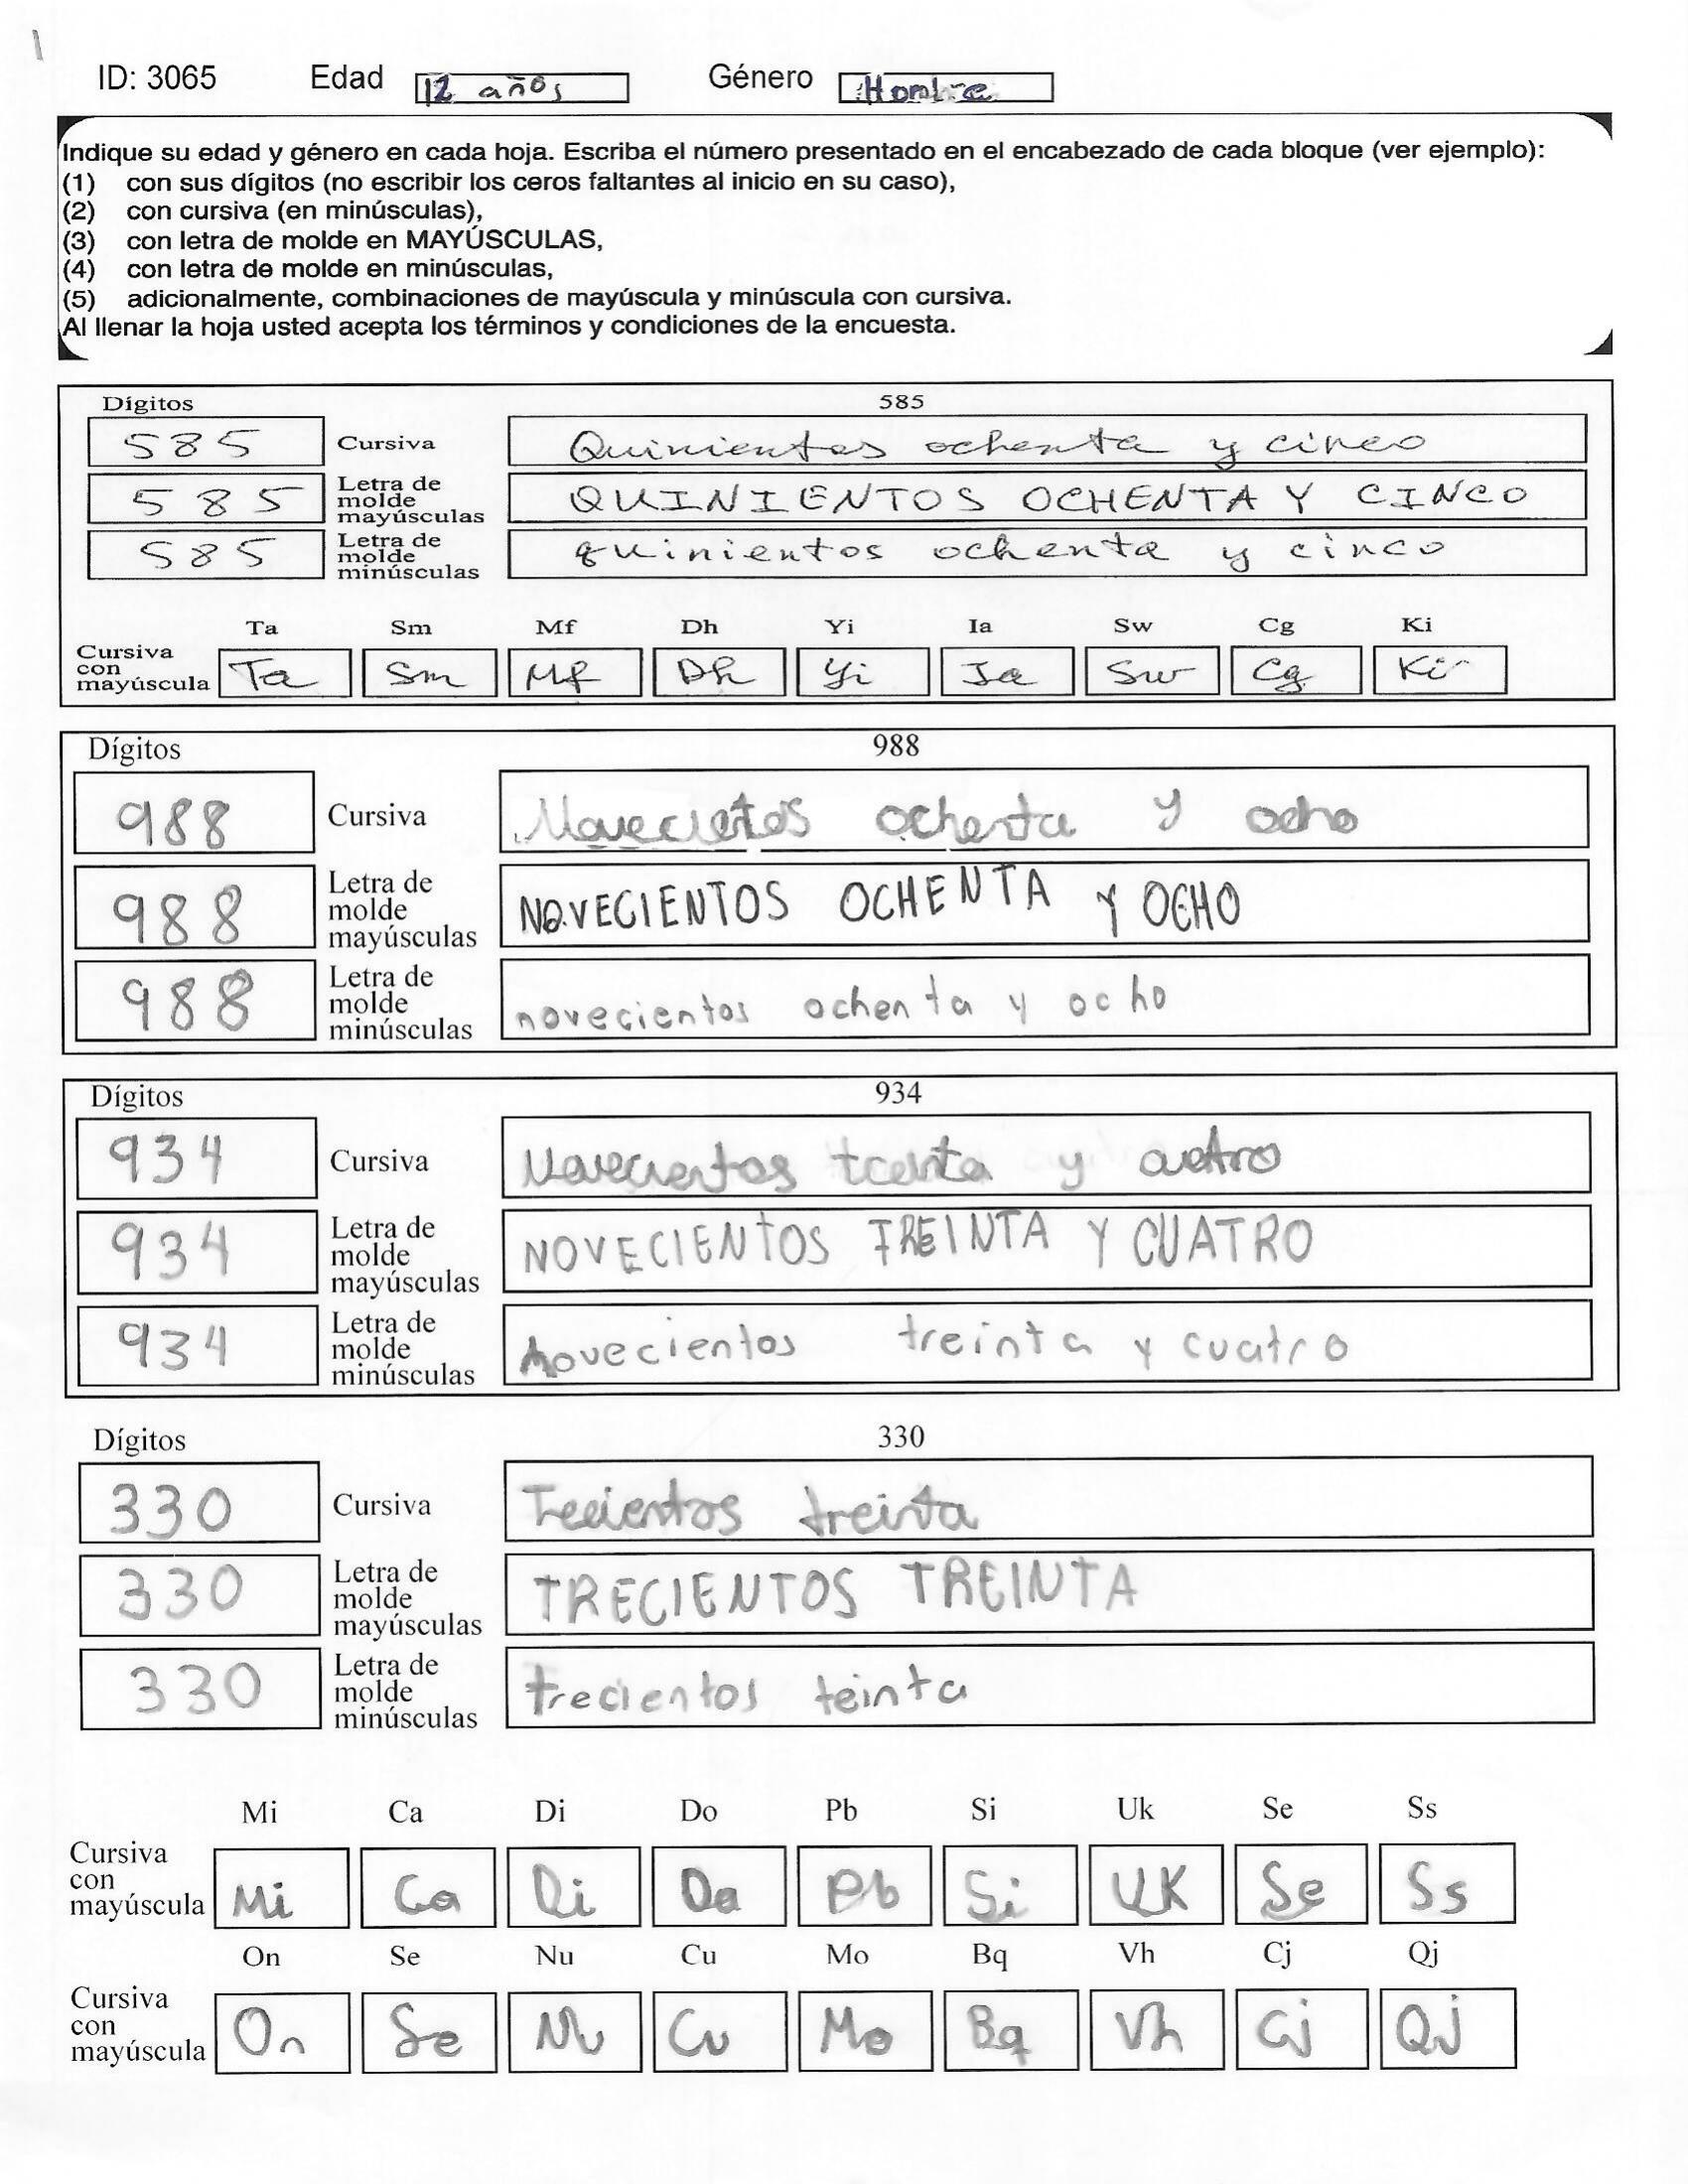 ID: 3065 Edad 12 años Género Hombre
Indique su edad y género en cada hoja. Escriba el número presentado en el encabezado de cada bloque (ver ejemplo):
(1) con sus dígitos (no escribir los ceros faltantes al inicio en su caso),
(2) con cursiva (en minúsculas),
(3) con letra de molde en MAYÚSCULAS,
(4) con letra de molde en minúsculas,
(5) adicionalmente, combinaciones de mayúscula y minúscula con cursiva.
Al llenar la hoja usted acepta los términos y condiciones de la encuesta.
Dígitos 585
585 Cursiva Quinientos ochenta y cinco
585 Letra de molde mayúsculas QUINIENTOS OCHENTA Y CINCO
585 Letra de molde minúsculas quinientos ochenta y cinco
Ta Sm Mf Dh Yi Ia Sw Cg Ki
Cursiva con mayúscula Ta Sm Mf Dh Yi Ia Sw Cg Ki
Dígitos 988
988 Cursiva Novecietos ochenta y ocho
988 Letra de molde mayúsculas NOVECIENTOS OCHENTA Y OCHO
988 Letra de molde minúsculas novecientos ochenta y ocho
Dígitos 934
934 Cursiva Novecientos treinta y
934 Letra de molde mayúsculas NOVECIENTOS TREINTA Y CUATRO
934 Letra de molde minúsculas novecientos treinta y cuatro
Dígitos 330
330 Cursiva Tecientos treinta
330 Letra de molde mayúsculas TRECIENTOS TREINTA
330 Letra de molde minúsculas trecientos teinta
Mi Ca Di Do Pb Si Uk Se Ss
Cursiva con mayúscula Mi Ca Di Da Pb Si UK Se Ss
On Se Nu Cu Mo Bq Vh Cj Qj
Cursiva con mayúscula On Se Nu Cu Mo Bq Vh Cj Qj